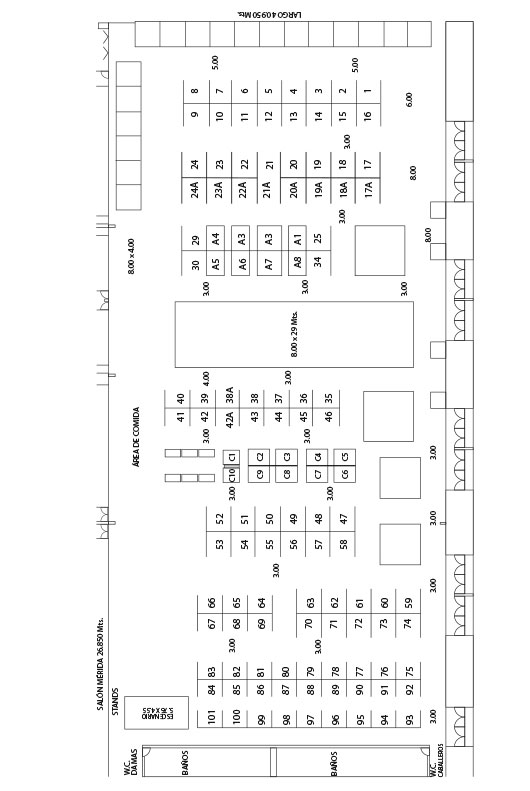 LARGO 40.950 Mts.
5.00
5.00
8 7 6 5 4 3 2 1
9 10 11 12 13 14 15 16
6.00
3.00
24 23 22 21 20 19 18 17
24A 23A 22A 21A 20A 19A 18A 17A
8.00
3.00
8.00 x 4.00
29 A4 A3 A3 A1 25
30 A5 A6 A7 A8 34
8.00
3.00
3.00
3.00
8.00 x 29 Mts.
4.00
3.00
ÁREA DE COMIDA
40 39 38A 38 37 36 35
41 42 42A 43 44 45 46
3.00
3.00
C1 C2 C3 C4 C5
C10 C9 C8 C7 C6
3.00
3.00
3.00
52 51 50 49 48 47
53 54 55 56 57 58
3.00
3.00
3.00
66 65 64 63 62 61 60 59
67 68 69 70 71 72 73 74
3.00
3.00
SALÓN MÉRIDA 26.850 Mts.
STANDS
83 82 81 80 79 78 77 76 75
84 85 86 87 88 89 90 91 92
ESCENARIO
5.35 X 4.55
101 100 99 98 97 96 95 94 93
3.00
W.C.
DAMAS
BAÑOS
BAÑOS
W.C.
CABALLEROS